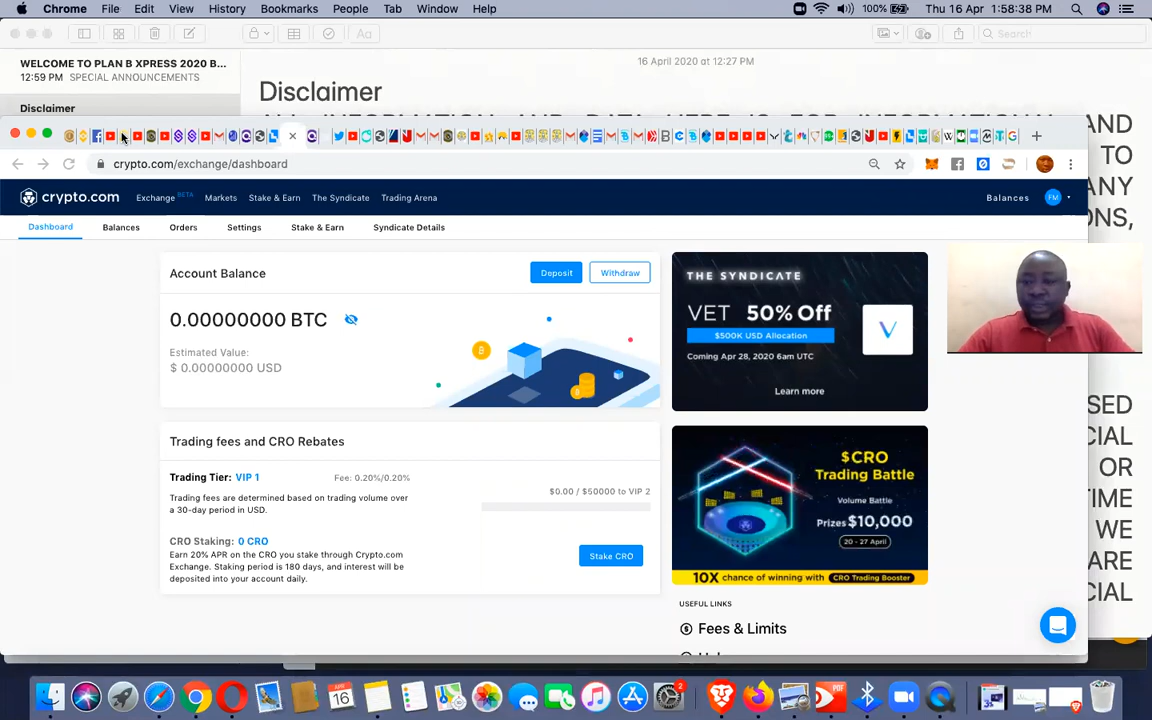 Chrome File Edit View History Bookmarks People Tab Window Help 100% Thu 16 Apr 1:58:38 PM
Aa Search
WELCOME TO PLAN B XPRESS 2020 B...
12:59 PM SPECIAL ANNOUNCEMENTS
Disclaimer
16 April 2020 at 12:27 PM
Disclaimer
AND
crypto.com/exchange/dashboard
TO
ANY
ONS,
crypto.com Exchange BETA Markets Stake & Earn The Syndicate Trading Arena Balances FM
Dashboard Balances Orders Settings Stake & Earn Syndicate Details
Account Balance Deposit Withdraw
0.00000000 BTC
Estimated Value:
$ 0.00000000 USD
THE SYNDICATE
VET 50% Off
$500K USD Allocation
Coming Apr 28, 2020 6am UTC
Learn more
Trading fees and CRO Rebates
Trading Tier: VIP 1 Fee: 0.20%/0.20%
Trading fees are determined based on trading volume over
a 30-day period in USD.
$0.00 / $50000 to VIP 2
CRO Staking: 0 CRO
Earn 20% APR on the CRO you stake through Crypto.com
Exchange. Staking period is 180 days, and interest will be
deposited into your account daily.
Stake CRO
$CRO
Trading Battle
Volume Battle
Prizes $10,000
20 - 27 April
10X chance of winning with CRO Trading Booster
USEFUL LINKS
Fees & Limits
SED
CIAL
OR
TIME
WE
ARE
CIAL
16
2
PDF